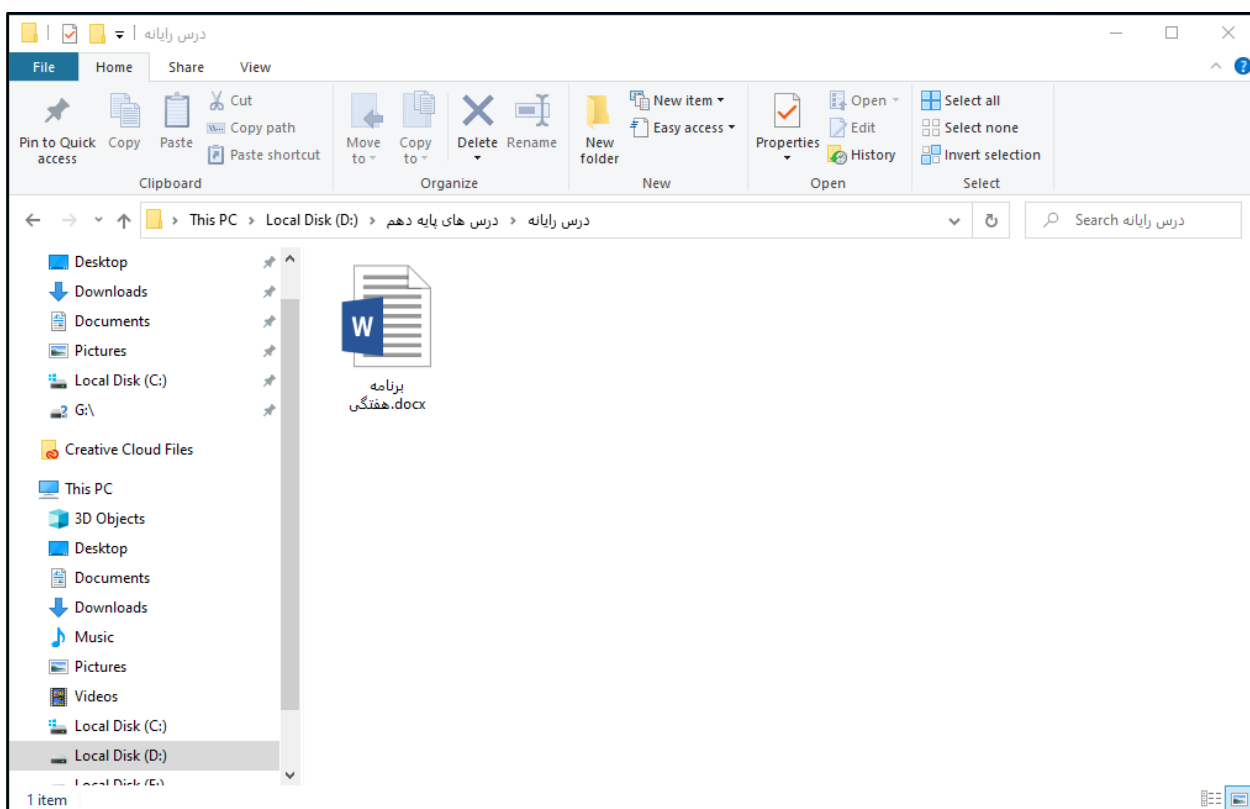 درس رایانه
File Home Share View
Pin to Quick access
Copy
Paste
Cut
Copy path
Paste shortcut
Clipboard
Move to
Copy to
Delete
Rename
Organize
New folder
New item
Easy access
New
Properties
Open
Edit
History
Open
Select all
Select none
Invert selection
Select
This PC > Local Disk (D:) > درس های پایه دهم > درس رایانه
Search درس رایانه
Desktop
Downloads
Documents
Pictures
Local Disk (C:)
G:\
Creative Cloud Files
This PC
3D Objects
Desktop
Documents
Downloads
Music
Pictures
Videos
Local Disk (C:)
Local Disk (D:)
برنامه
هفتگی.docx
1 item